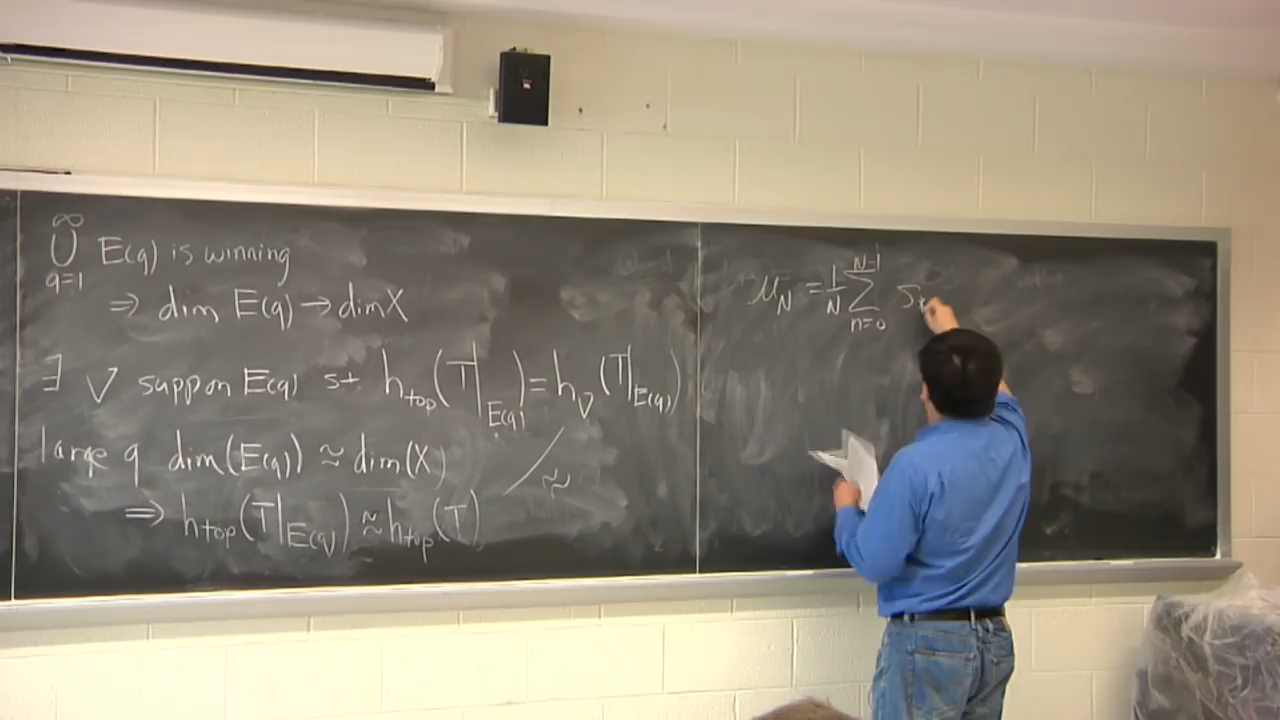 ∞
∪ E(q) is winning
q=1
⇒ dim E(q) → dim X
∃ ν supp on E(q) s.t. h_top(T|_E(q)) = h_ν(T|_E(q))
large q dim(E(q)) ≈ dim(X)
≈
⇒ h_top(T|_E(q)) ≈ h_top(T)
N-1
μ_N = 1/N ∑
n=0